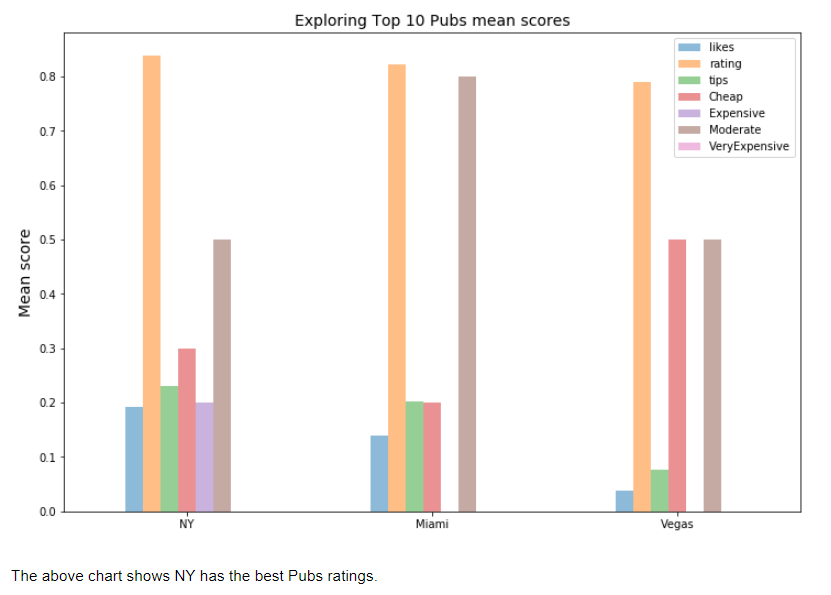 Exploring Top 10 Pubs mean scores
likes
rating
tips
Cheap
Expensive
Moderate
VeryExpensive
Mean score
0.8
0.7
0.6
0.5
0.4
0.3
0.2
0.1
0.0
NY Miami Vegas
The above chart shows NY has the best Pubs ratings.